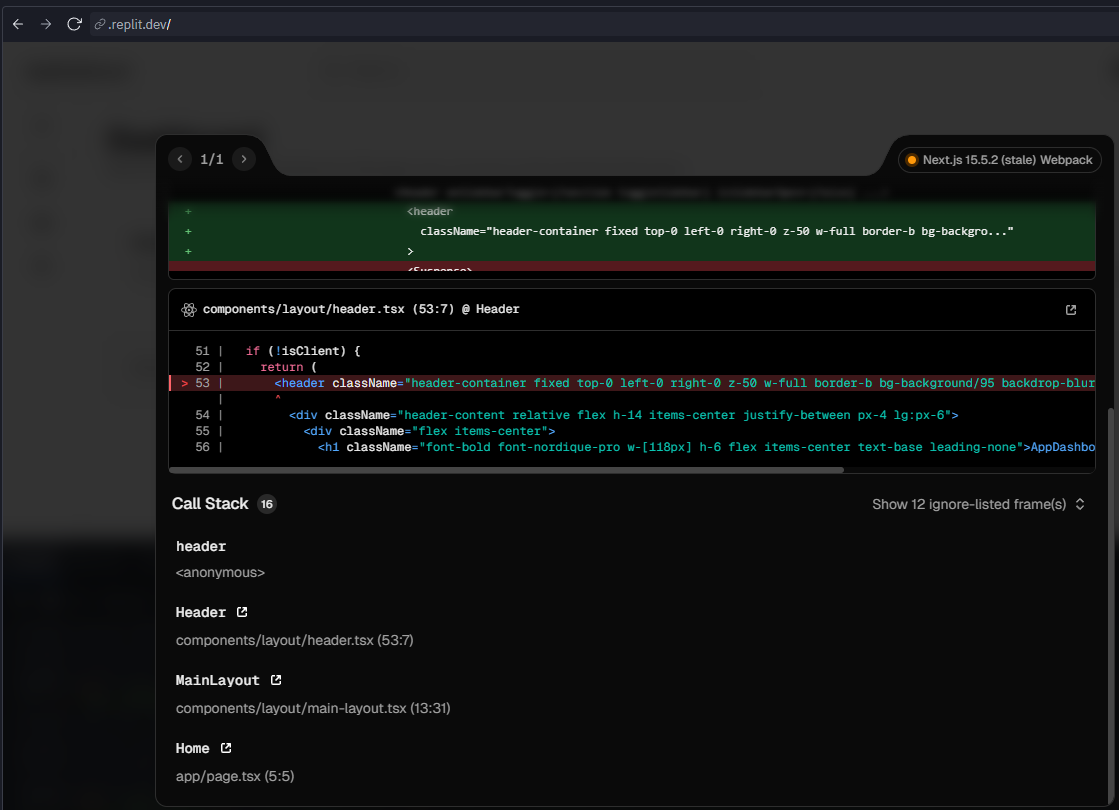 .replit.dev/
1/1
Next.js 15.5.2 (stale) Webpack
+ <header
+ className="header-container fixed top-0 left-0 right-0 z-50 w-full border-b bg-backgro..."
+ >
<Suspense>
components/layout/header.tsx (53:7) @ Header
51 | if (!isClient) {
52 | return (
> 53 | <header className="header-container fixed top-0 left-0 right-0 z-50 w-full border-b bg-background/95 backdrop-blur
| ^
54 | <div className="header-content relative flex h-14 items-center justify-between px-4 lg:px-6">
55 | <div className="flex items-center">
56 | <h1 className="font-bold font-nordique-pro w-[118px] h-6 flex items-center text-base leading-none">AppDashbo
Call Stack 16
Show 12 ignore-listed frame(s)
header
<anonymous>
Header
components/layout/header.tsx (53:7)
MainLayout
components/layout/main-layout.tsx (13:31)
Home
app/page.tsx (5:5)